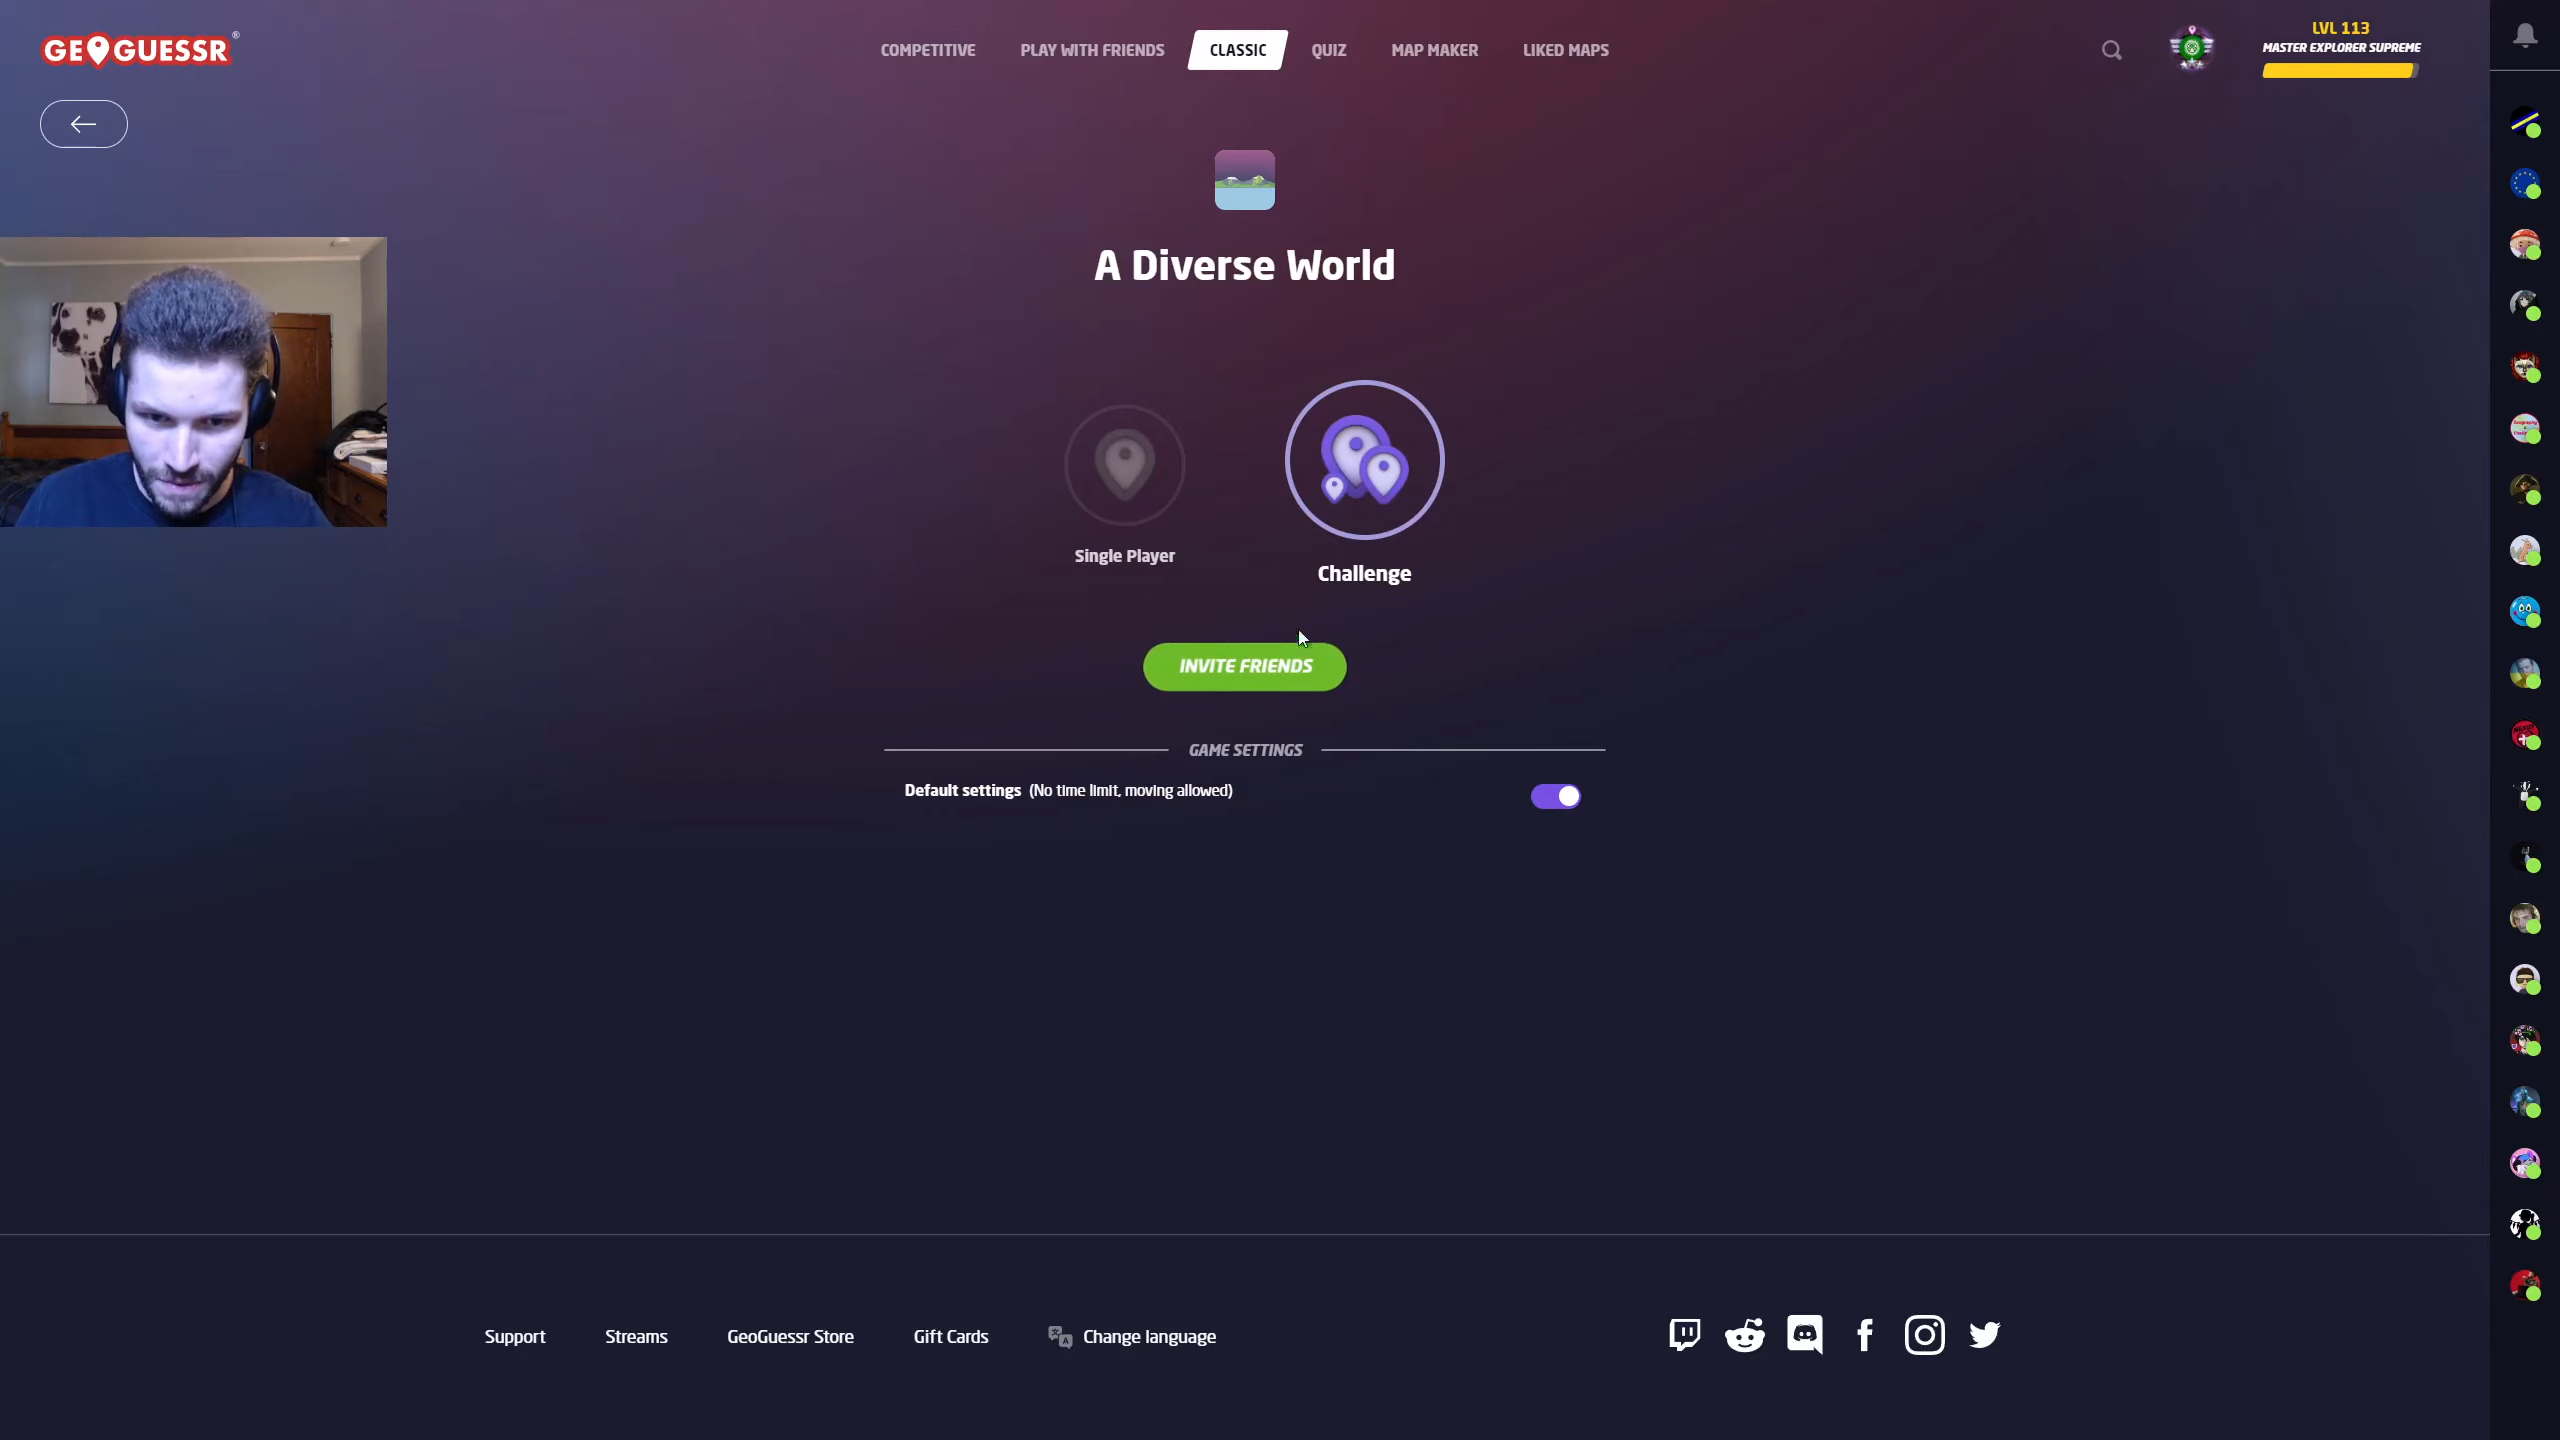 GEOGUESSR®
COMPETITIVE
PLAY WITH FRIENDS
CLASSIC
QUIZ
MAP MAKER
LIKED MAPS
LVL 113
MASTER EXPLORER SUPREME
A Diverse World
Single Player
Challenge
INVITE FRIENDS
GAME SETTINGS
Default settings (No time limit, moving allowed)
Support
Streams
GeoGuessr Store
Gift Cards
Change language